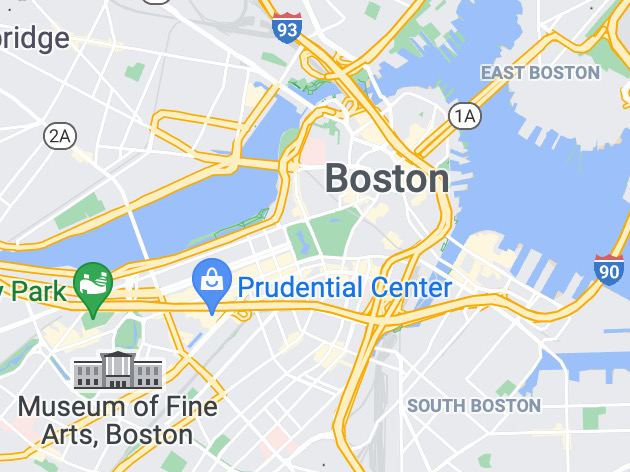 93
bridge
EAST BOSTON
1A
2A
Boston
90
y Park
Prudential Center
SOUTH BOSTON
Museum of Fine
Arts, Boston